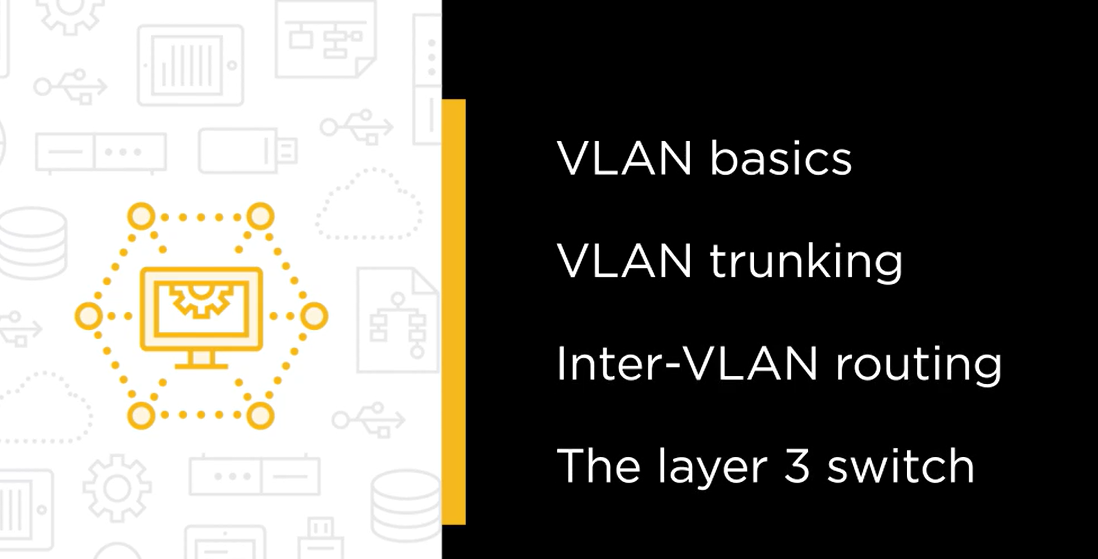 VLAN basics
VLAN trunking
Inter-VLAN routing
The layer 3 switch